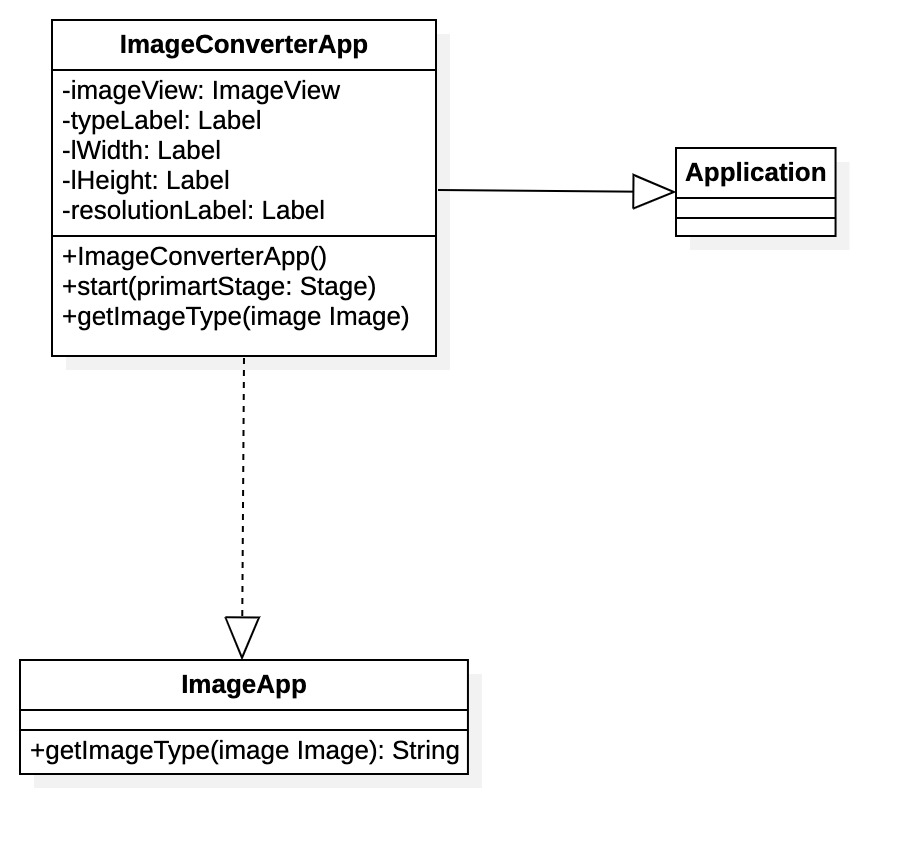 ImageConverterApp
-imageView: ImageView
-typeLabel: Label
-lWidth: Label
-lHeight: Label
-resolutionLabel: Label
+ImageConverterApp()
+start(primartStage: Stage)
+getImageType(image Image)
Application
ImageApp
+getImageType(image Image): String